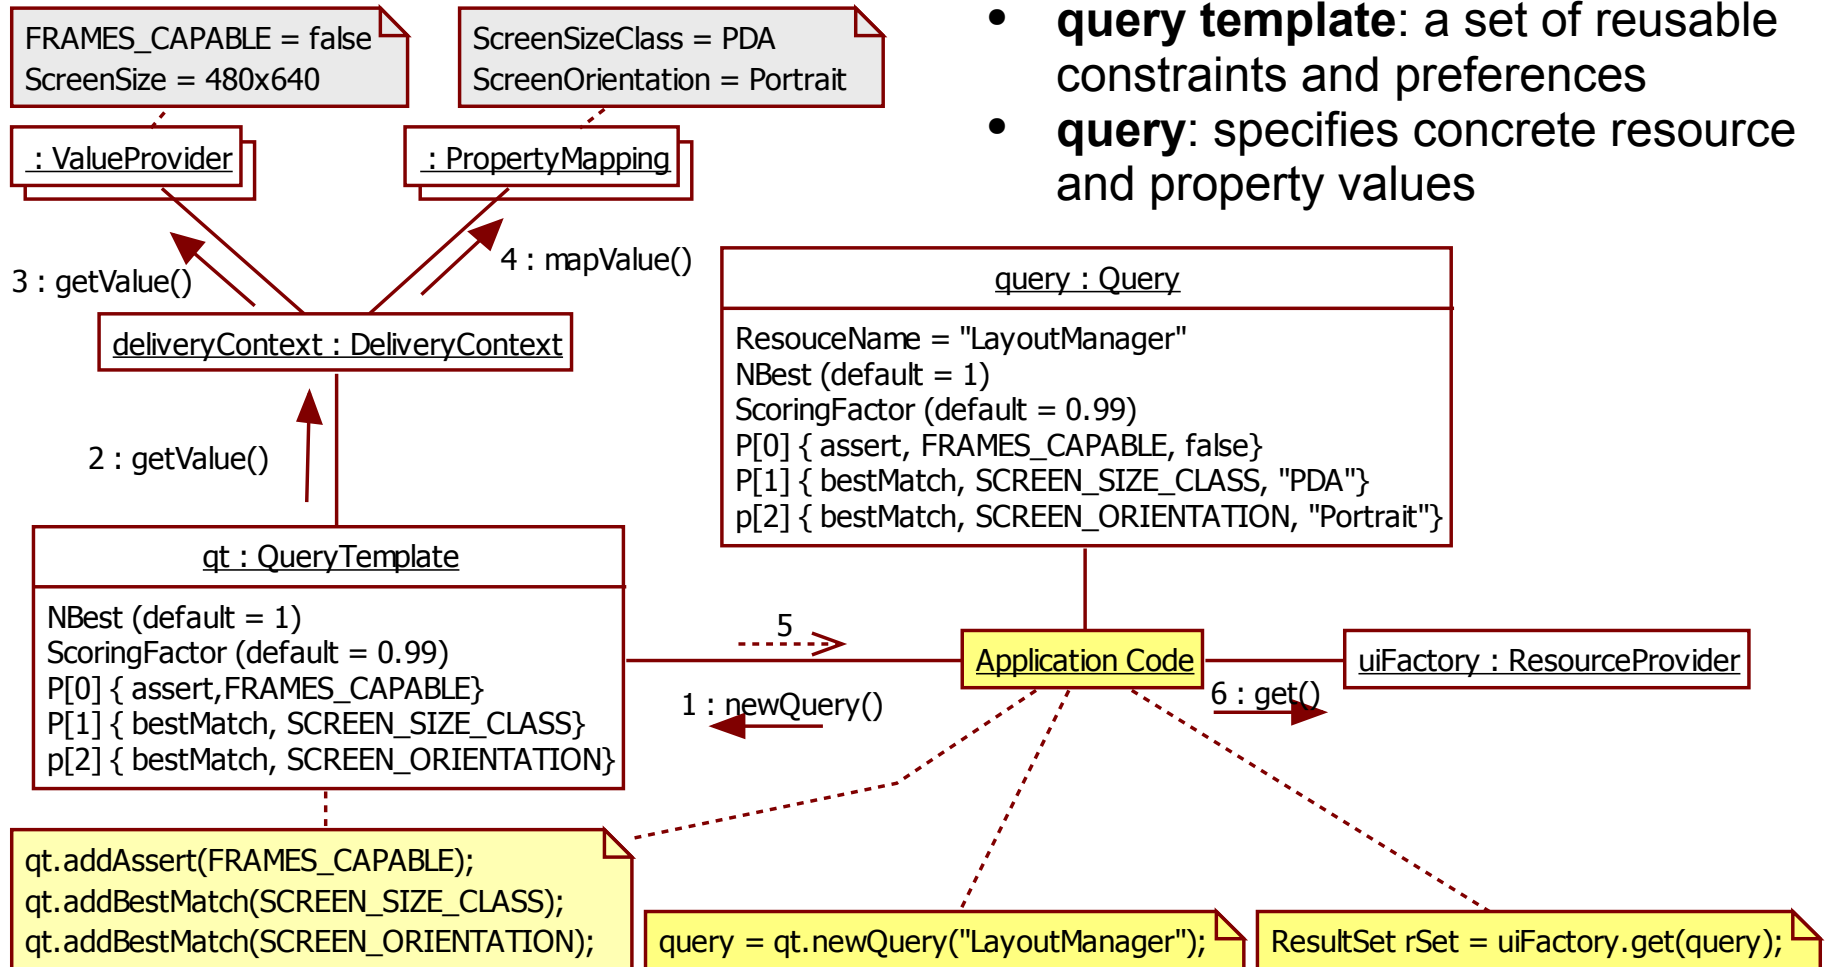 FRAMES_CAPABLE = false
ScreenSize = 480x640
ScreenSizeClass = PDA
ScreenOrientation = Portrait
• query template: a set of reusable
constraints and preferences
• query: specifies concrete resource
and property values
: ValueProvider
: PropertyMapping
3 : getValue()
4 : mapValue()
deliveryContext : DeliveryContext
2 : getValue()
query : Query
ResouceName = "LayoutManager"
NBest (default = 1)
ScoringFactor (default = 0.99)
P[0] { assert, FRAMES_CAPABLE, false}
P[1] { bestMatch, SCREEN_SIZE_CLASS, "PDA"}
p[2] { bestMatch, SCREEN_ORIENTATION, "Portrait"}
qt : QueryTemplate
NBest (default = 1)
ScoringFactor (default = 0.99)
P[0] { assert,FRAMES_CAPABLE}
P[1] { bestMatch, SCREEN_SIZE_CLASS}
p[2] { bestMatch, SCREEN_ORIENTATION}
5
1 : newQuery()
Application Code
6 : get()
uiFactory : ResourceProvider
qt.addAssert(FRAMES_CAPABLE);
qt.addBestMatch(SCREEN_SIZE_CLASS);
qt.addBestMatch(SCREEN_ORIENTATION);
query = qt.newQuery("LayoutManager");
ResultSet rSet = uiFactory.get(query);